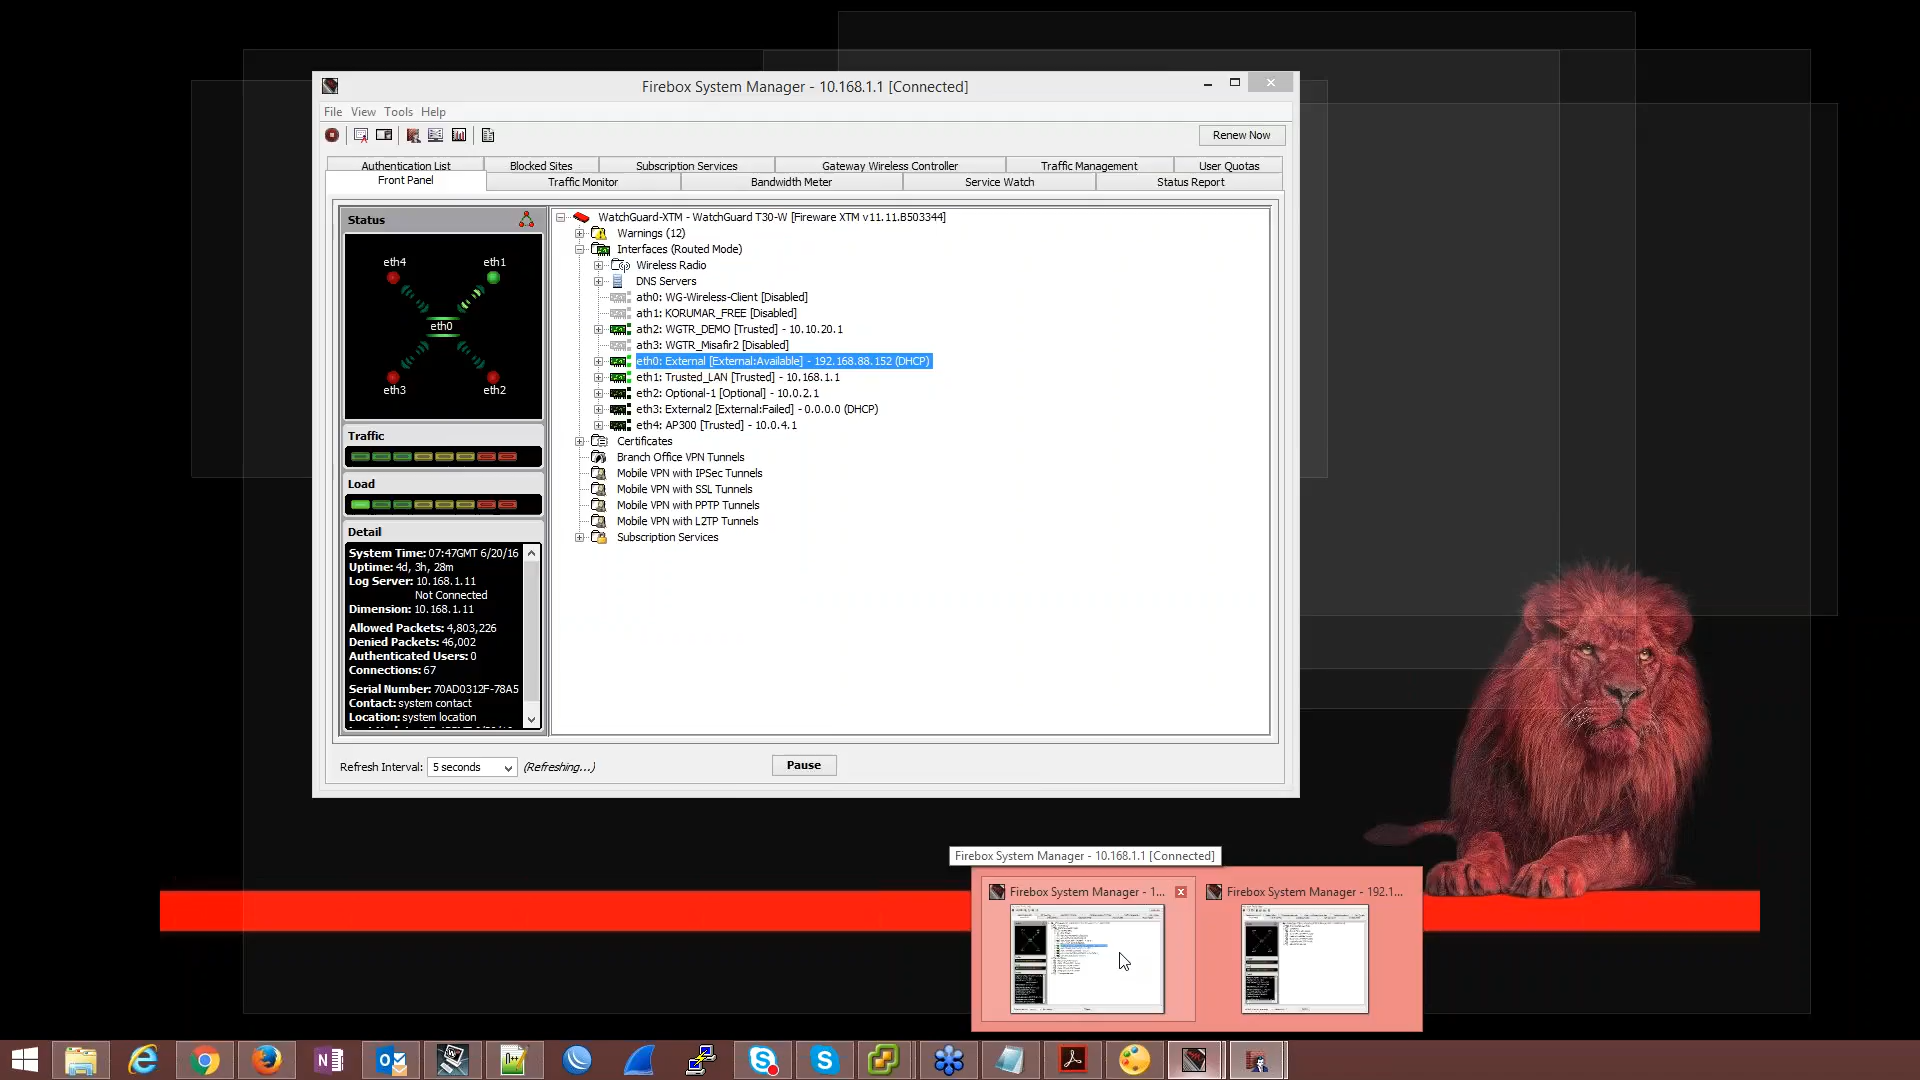 Firebox System Manager - 10.168.1.1 [Connected]
File View Tools Help
Renew Now
Authentication List Blocked Sites Subscription Services Gateway Wireless Controller Traffic Management User Quotas
Front Panel Traffic Monitor Bandwidth Meter Service Watch Status Report
Status
eth4 eth1
eth0
eth3 eth2
Traffic
Load
Detail
System Time: 07:47GMT 6/20/16
Uptime: 4d, 3h, 28m
Log Server: 10.168.1.11
Not Connected
Dimension: 10.168.1.11
Allowed Packets: 4,803,226
Denied Packets: 46,002
Authenticated Users: 0
Connections: 67
Serial Number: 70AD0312F-78A5
Contact: system contact
Location: system location
WatchGuard-XTM - WatchGuard T30-W [Fireware XTM v11.11.B503344]
Warnings (12)
Interfaces (Routed Mode)
Wireless Radio
DNS Servers
ath0: WG-Wireless-Client [Disabled]
ath1: KORUMAR_FREE [Disabled]
ath2: WGTR_DEMO [Trusted] - 10.10.20.1
ath3: WGTR_Misafir2 [Disabled]
eth0: External [External:Available] - 192.168.88.152 (DHCP)
eth1: Trusted_LAN [Trusted] - 10.168.1.1
eth2: Optional-1 [Optional] - 10.0.2.1
eth3: External2 [External:Failed] - 0.0.0.0 (DHCP)
eth4: AP300 [Trusted] - 10.0.4.1
Certificates
Branch Office VPN Tunnels
Mobile VPN with IPSec Tunnels
Mobile VPN with SSL Tunnels
Mobile VPN with PPTP Tunnels
Mobile VPN with L2TP Tunnels
Subscription Services
Refresh Interval: 5 seconds (Refreshing...) Pause
Firebox System Manager - 10.168.1.1 [Connected]
Firebox System Manager - 1... Firebox System Manager - 192.1...